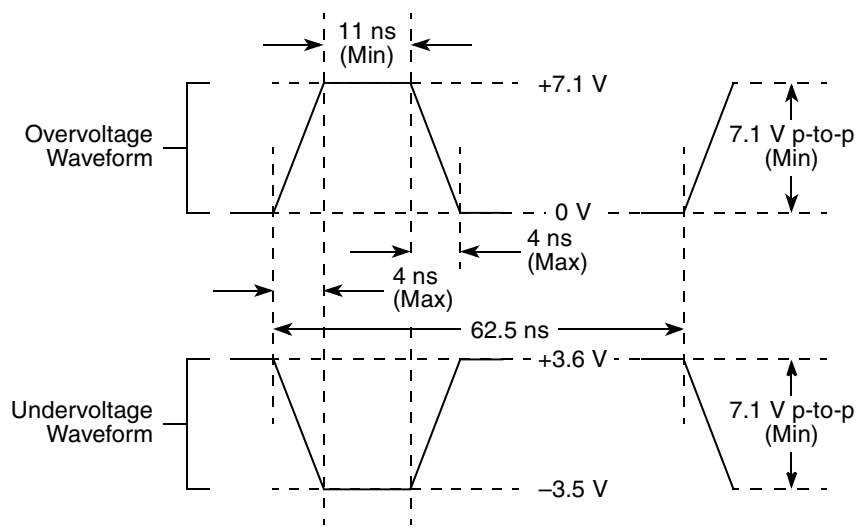 11 ns
(Min)
+7.1 V
Overvoltage
Waveform
7.1 V p-to-p
(Min)
0 V
4 ns
(Max)
4 ns
(Max)
62.5 ns
+3.6 V
Undervoltage
Waveform
7.1 V p-to-p
(Min)
–3.5 V